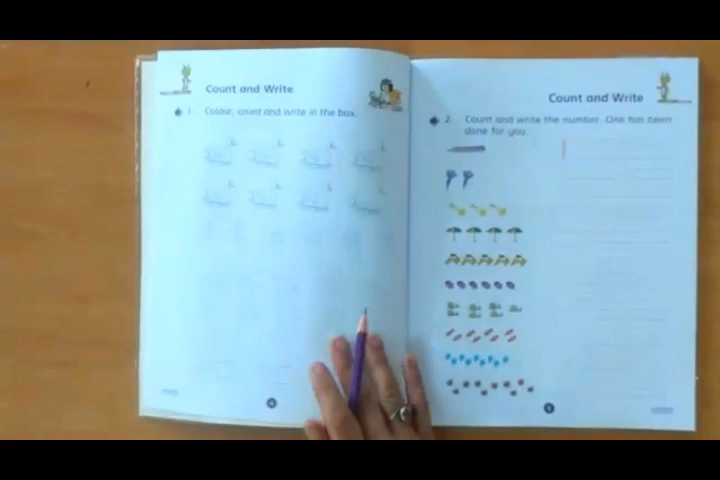 Count and Write
1. Colour, count and write in the box.
Count and Write
2. Count and write the number. One has been
done for you.